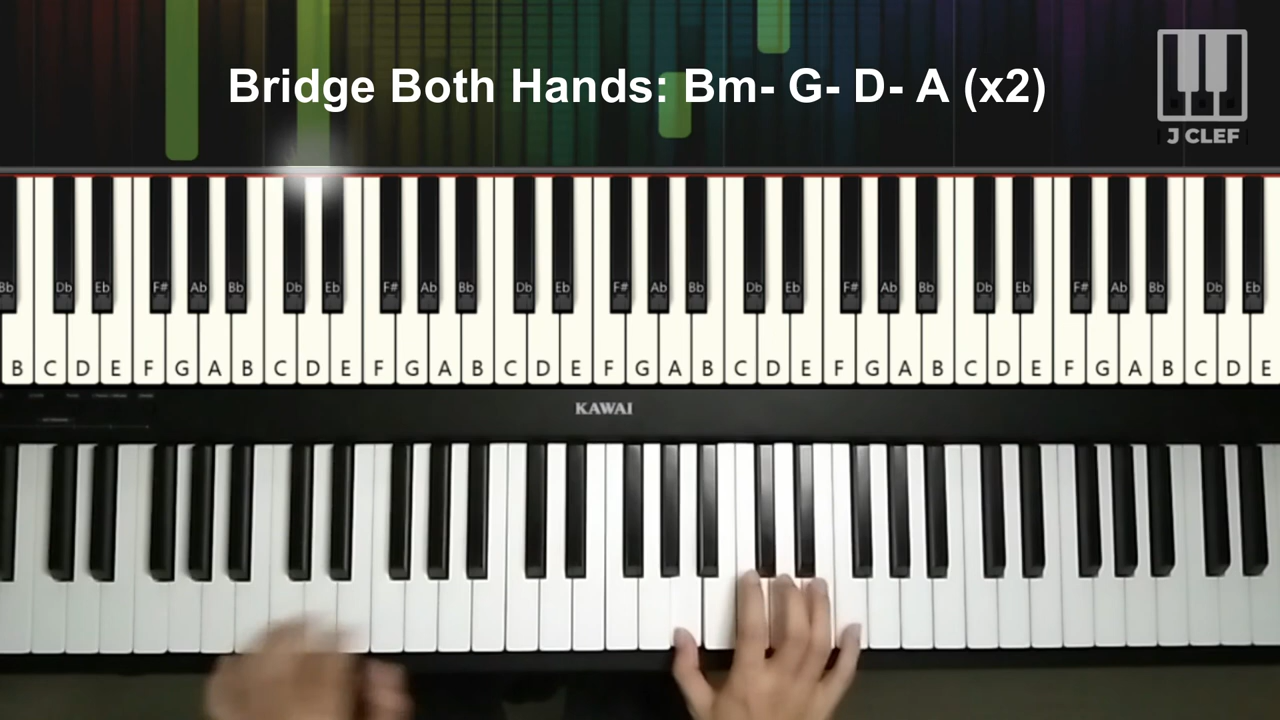 Bridge Both Hands: Bm- G- D- A (x2)
J CLEF
Bb Db Eb F# Ab Bb Db Eb F# Ab Bb Db Eb F# Ab Bb Db Eb F# Ab Bb Db Eb F# Ab Bb Db Eb
B C D E F G A B C D E F G A B C D E F G A B C D E F G A B C D E F G A B C D E
KAWAI